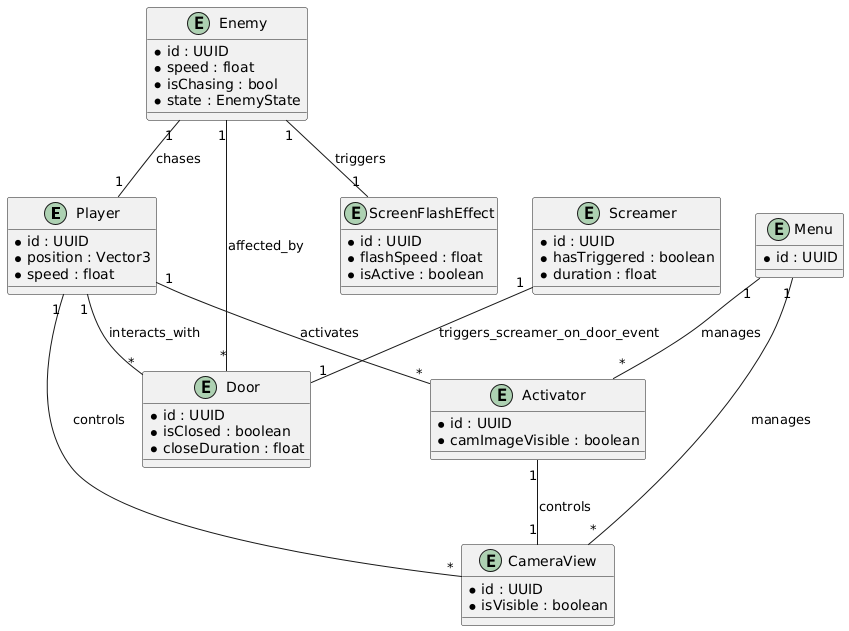 E Enemy
id : UUID
speed : float
isChasing : bool
state : EnemyState
1 1 1
chases
triggers
1 1
E Player
id : UUID
position : Vector3
speed : float
E ScreenFlashEffect
id : UUID
flashSpeed : float
isActive : boolean
E Screamer
id : UUID
hasTriggered : boolean
duration : float
E Menu
id : UUID
affected_by
1 1 1 1 1 1
interacts_with
activates
triggers_screamer_on_door_event
manages
* * 1 * *
E Door
id : UUID
isClosed : boolean
closeDuration : float
E Activator
id : UUID
camImageVisible : boolean
controls
manages
1
controls
1 *
*
E CameraView
id : UUID
isVisible : boolean